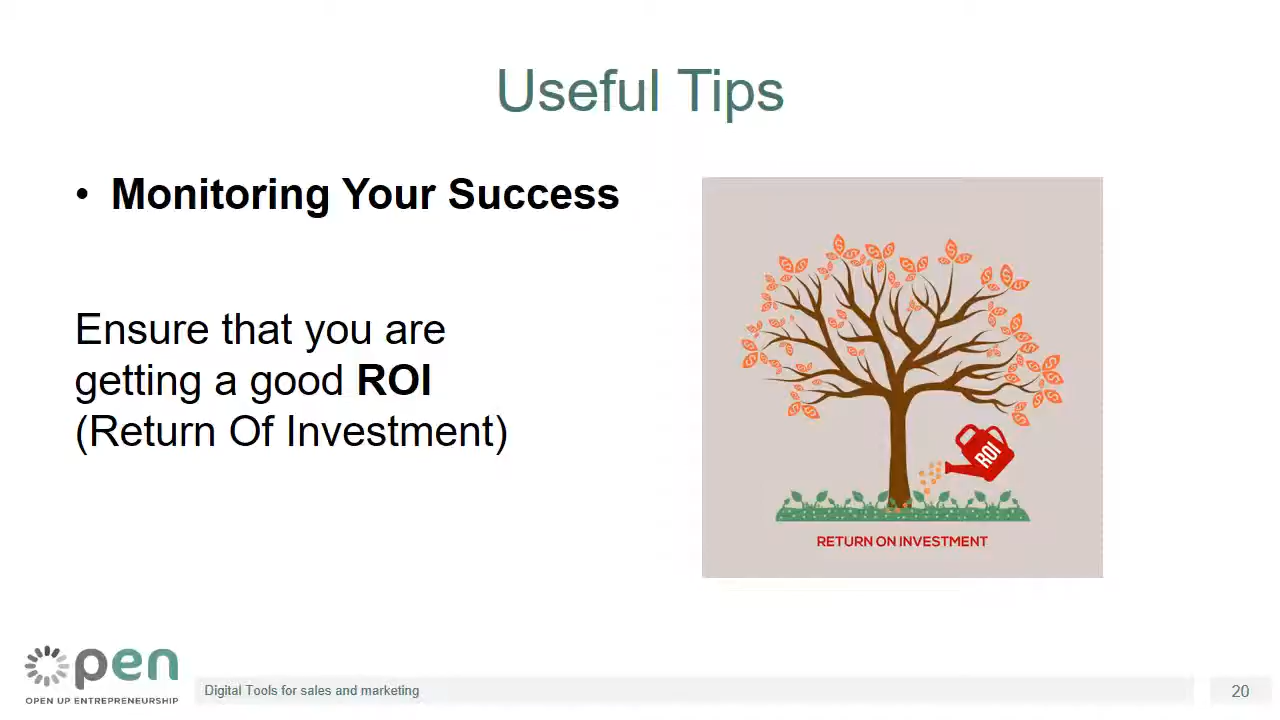 Useful Tips
• Monitoring Your Success
Ensure that you are
getting a good ROI
(Return Of Investment)
ROI
RETURN ON INVESTMENT
open
OPEN UP ENTREPRENEURSHIP
Digital Tools for sales and marketing
20